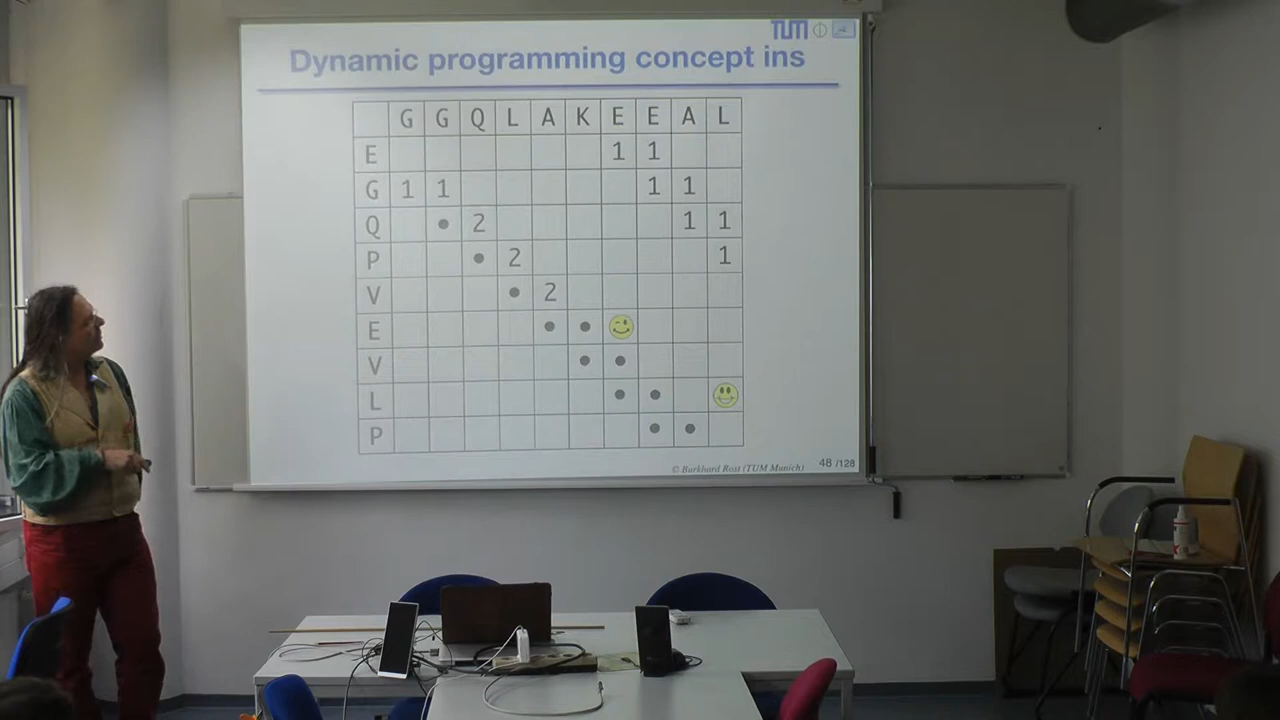 TUM
Dynamic programming concept ins
G G Q L A K E E A L
E 1 1
G 1 1 1 1
Q • 2 1 1
P • 2 1
V • 2
E • •
V • •
L • •
P • •
© Burkhard Rost (TUM Munich) 48 /128